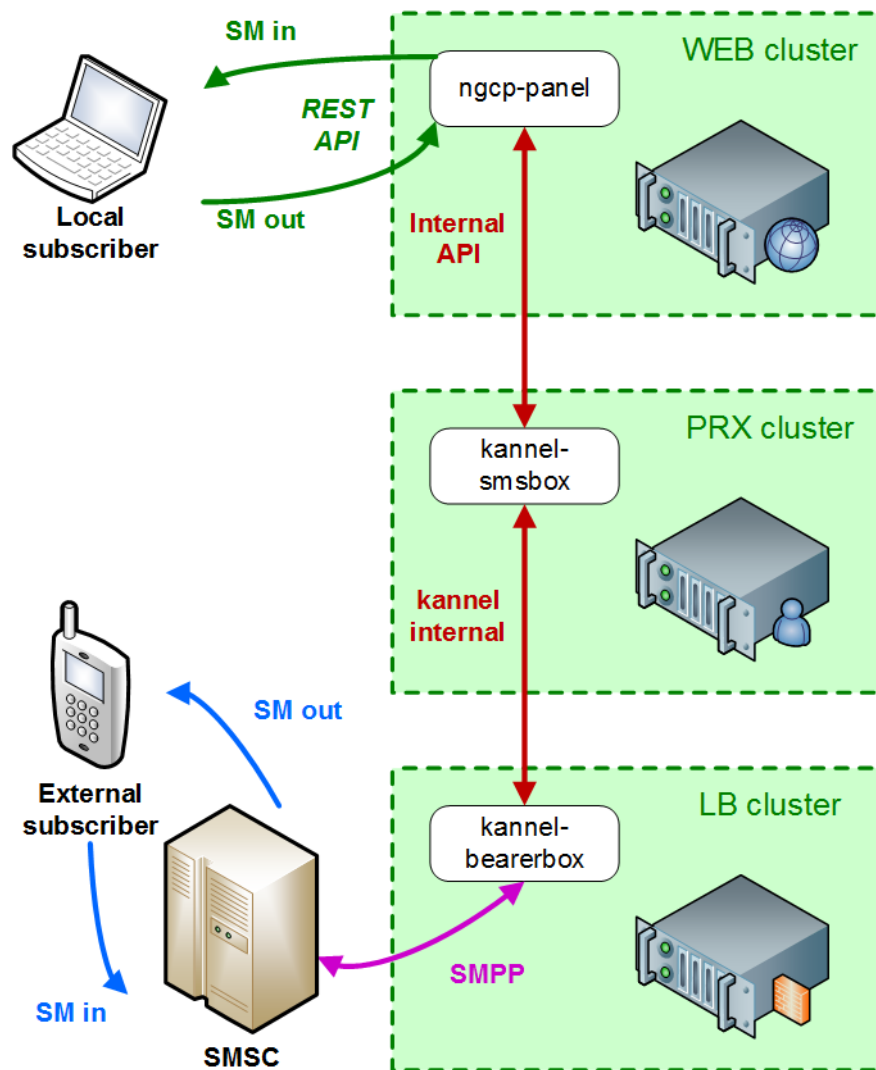 SM in
WEB cluster
ngcp-panel
REST
API
Local
subscriber
SM out
Internal
API
PRX cluster
kannel-
smsbox
kannel
internal
SM out
External
subscriber
LB cluster
kannel-
bearerbox
SMPP
SM in
SMSC